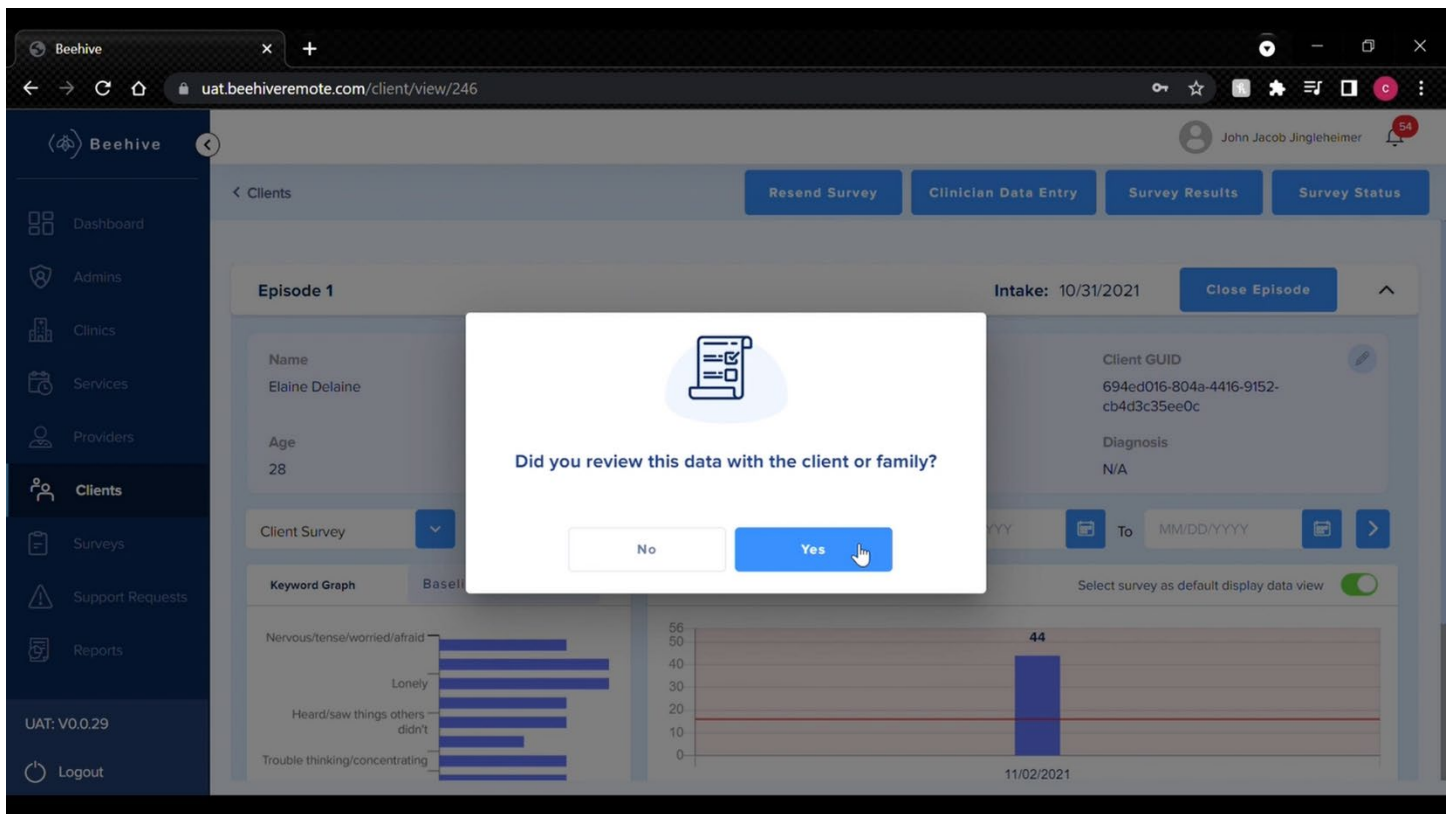 Beehive
uat.beehiveremote.com/client/view/246
C
Beehive
John Jacob Jingleheimer
54
Clients
Resend Survey
Clinician Data Entry
Survey Results
Survey Status
Dashboard
Admins
Clinics
Services
Providers
Clients
Surveys
Support Requests
Reports
UAT: V0.0.29
Logout
Episode 1
Intake: 10/31/2021
Close Episode
Name
Elaine Delaine
Age
28
Client GUID
694ed016-804a-4416-9152-
cb4d3c35ee0c
Diagnosis
N/A
Did you review this data with the client or family?
No
Yes
Client Survey
To
MM/DD/YYYY
Keyword Graph
Select survey as default display data view
Nervous/tense/worried/afraid
Lonely
Heard/saw things others
didn't
Trouble thinking/concentrating
56
50
40
30
20
10
0
44
11/02/2021